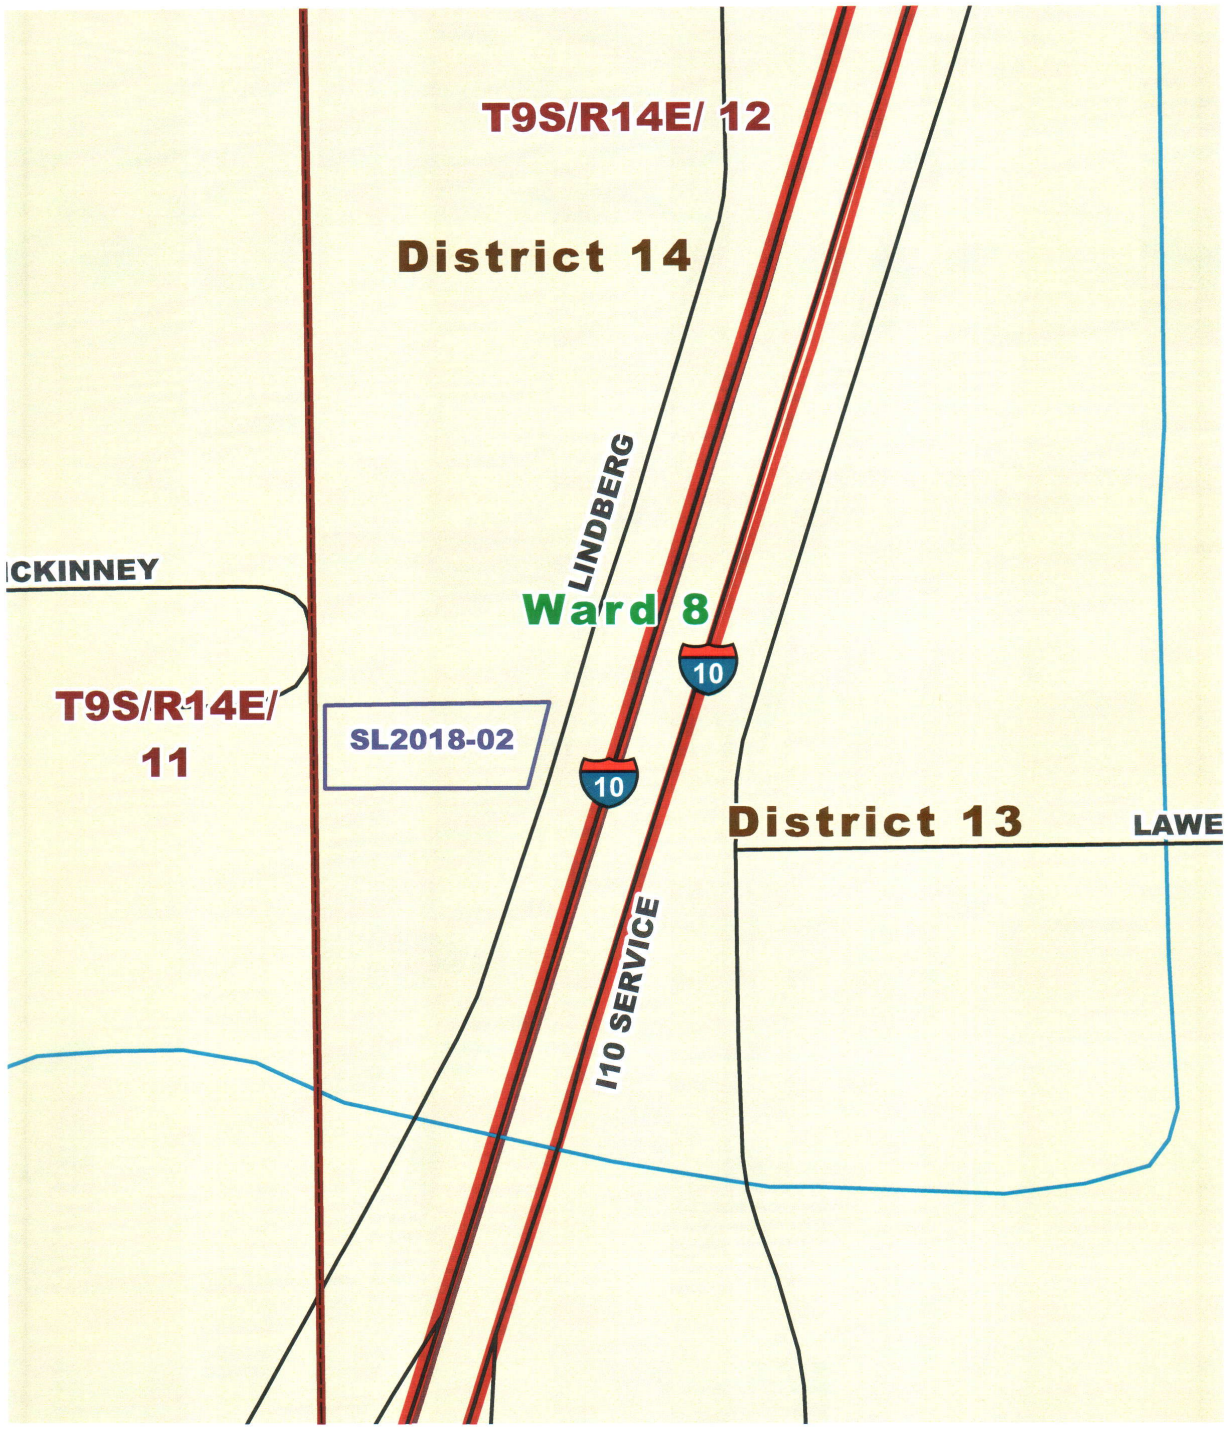 T9S/R14E/ 12
District 14
LINDBERG
ICKINNEY
Ward 8
10
T9S/R14E/
11
SL2018-02
10
District 13
LAWE
I10 SERVICE